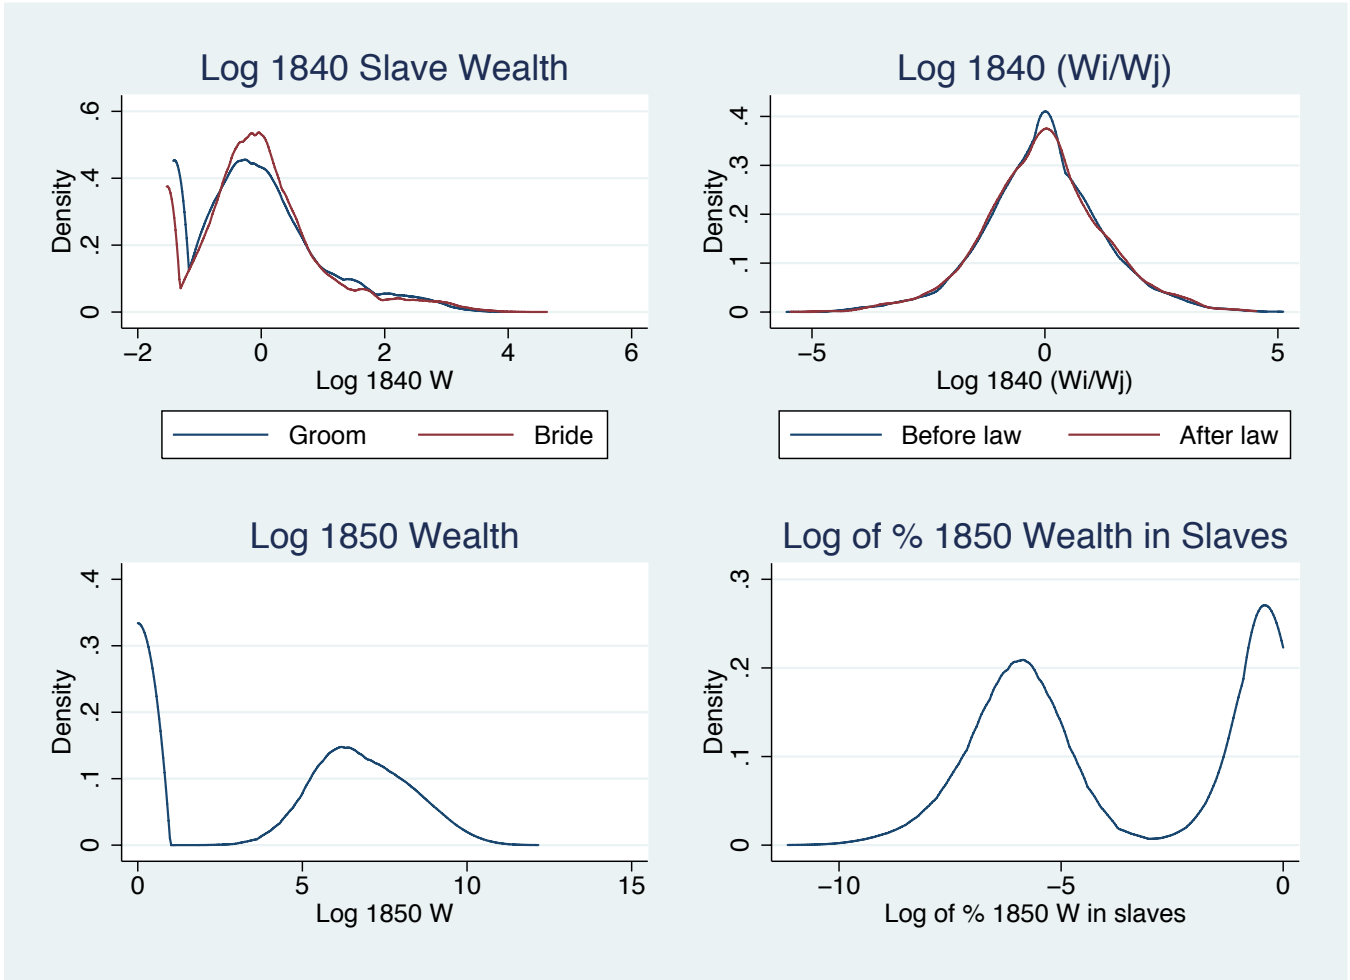 Log 1840 Slave Wealth
Density
0
.2
.4
.6
−2
0
2
4
6
Log 1840 W
Groom
Bride
Log 1840 (Wi/Wj)
Density
0
.1
.2
.3
.4
−5
0
5
Log 1840 (Wi/Wj)
Before law
After law
Log 1850 Wealth
Density
0
.1
.2
.3
.4
0
5
10
15
Log 1850 W
Log of % 1850 Wealth in Slaves
Density
0
.1
.2
.3
−10
−5
0
Log of % 1850 W in slaves